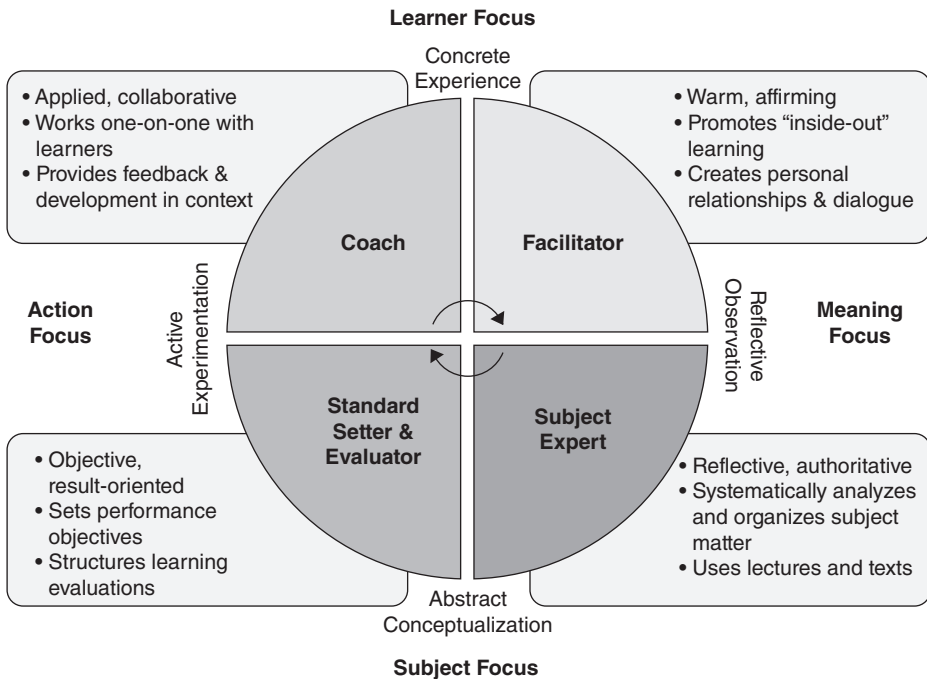 Learner Focus
Concrete
Experience
• Applied, collaborative
• Works one-on-one with
learners
• Provides feedback &
development in context
• Warm, affirming
• Promotes “inside-out”
learning
• Creates personal
relationships & dialogue
Coach
Facilitator
Action
Focus
Active
Experimentation
Reflective
Observation
Meaning
Focus
Standard
Setter &
Evaluator
Subject
Expert
• Objective,
result-oriented
• Sets performance
objectives
• Structures learning
evaluations
• Reflective, authoritative
• Systematically analyzes
and organizes subject
matter
• Uses lectures and texts
Abstract
Conceptualization
Subject Focus